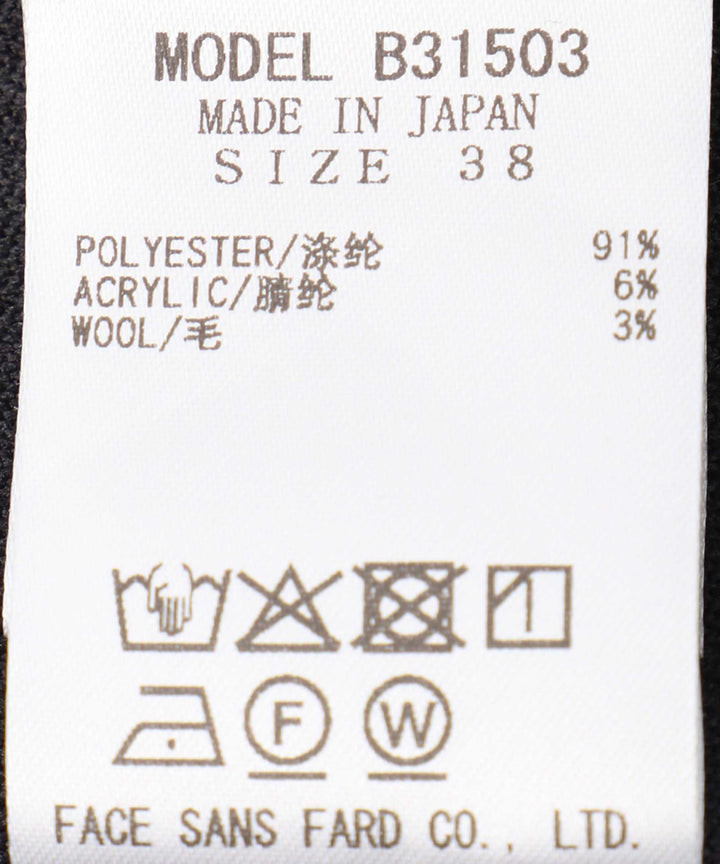 MODEL B31503
MADE IN JAPAN
SIZE 38
POLYESTER/涤纶 91%
ACRYLIC/腈纶 6%
WOOL/毛 3%
F W
FACE SANS FARD CO., LTD.